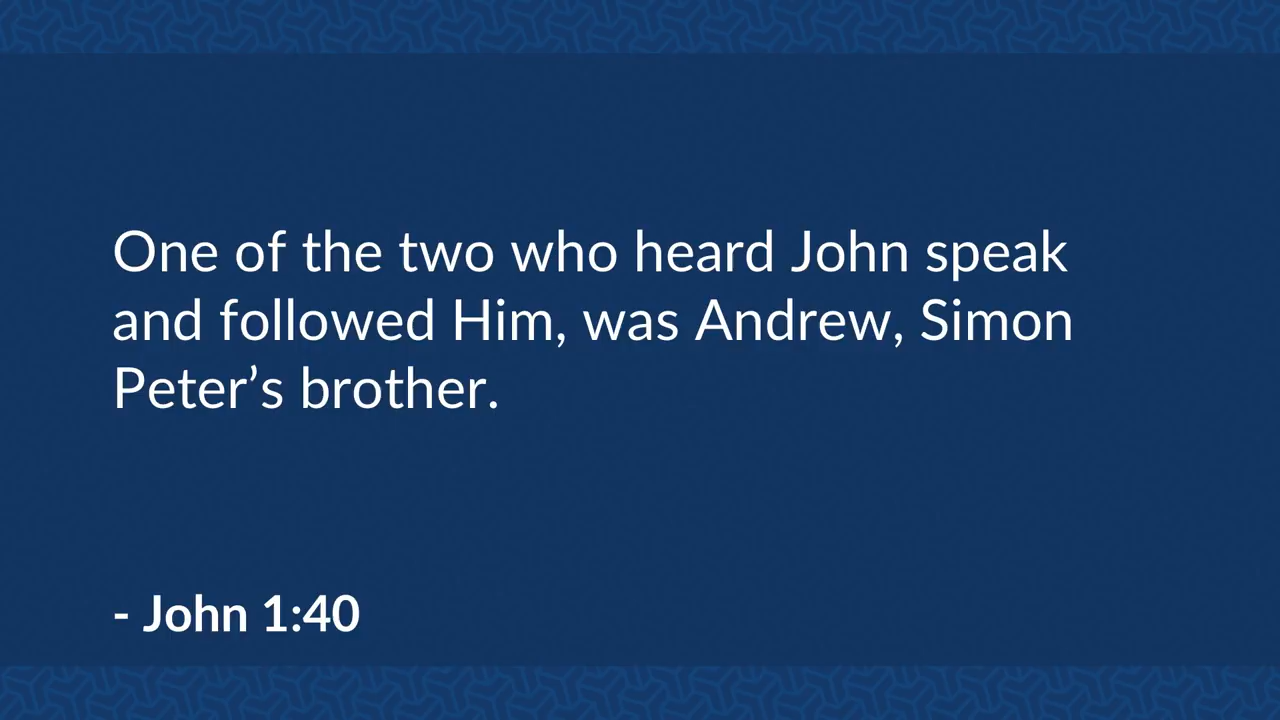 One of the two who heard John speak
and followed Him, was Andrew, Simon
Peter’s brother.
- John 1:40